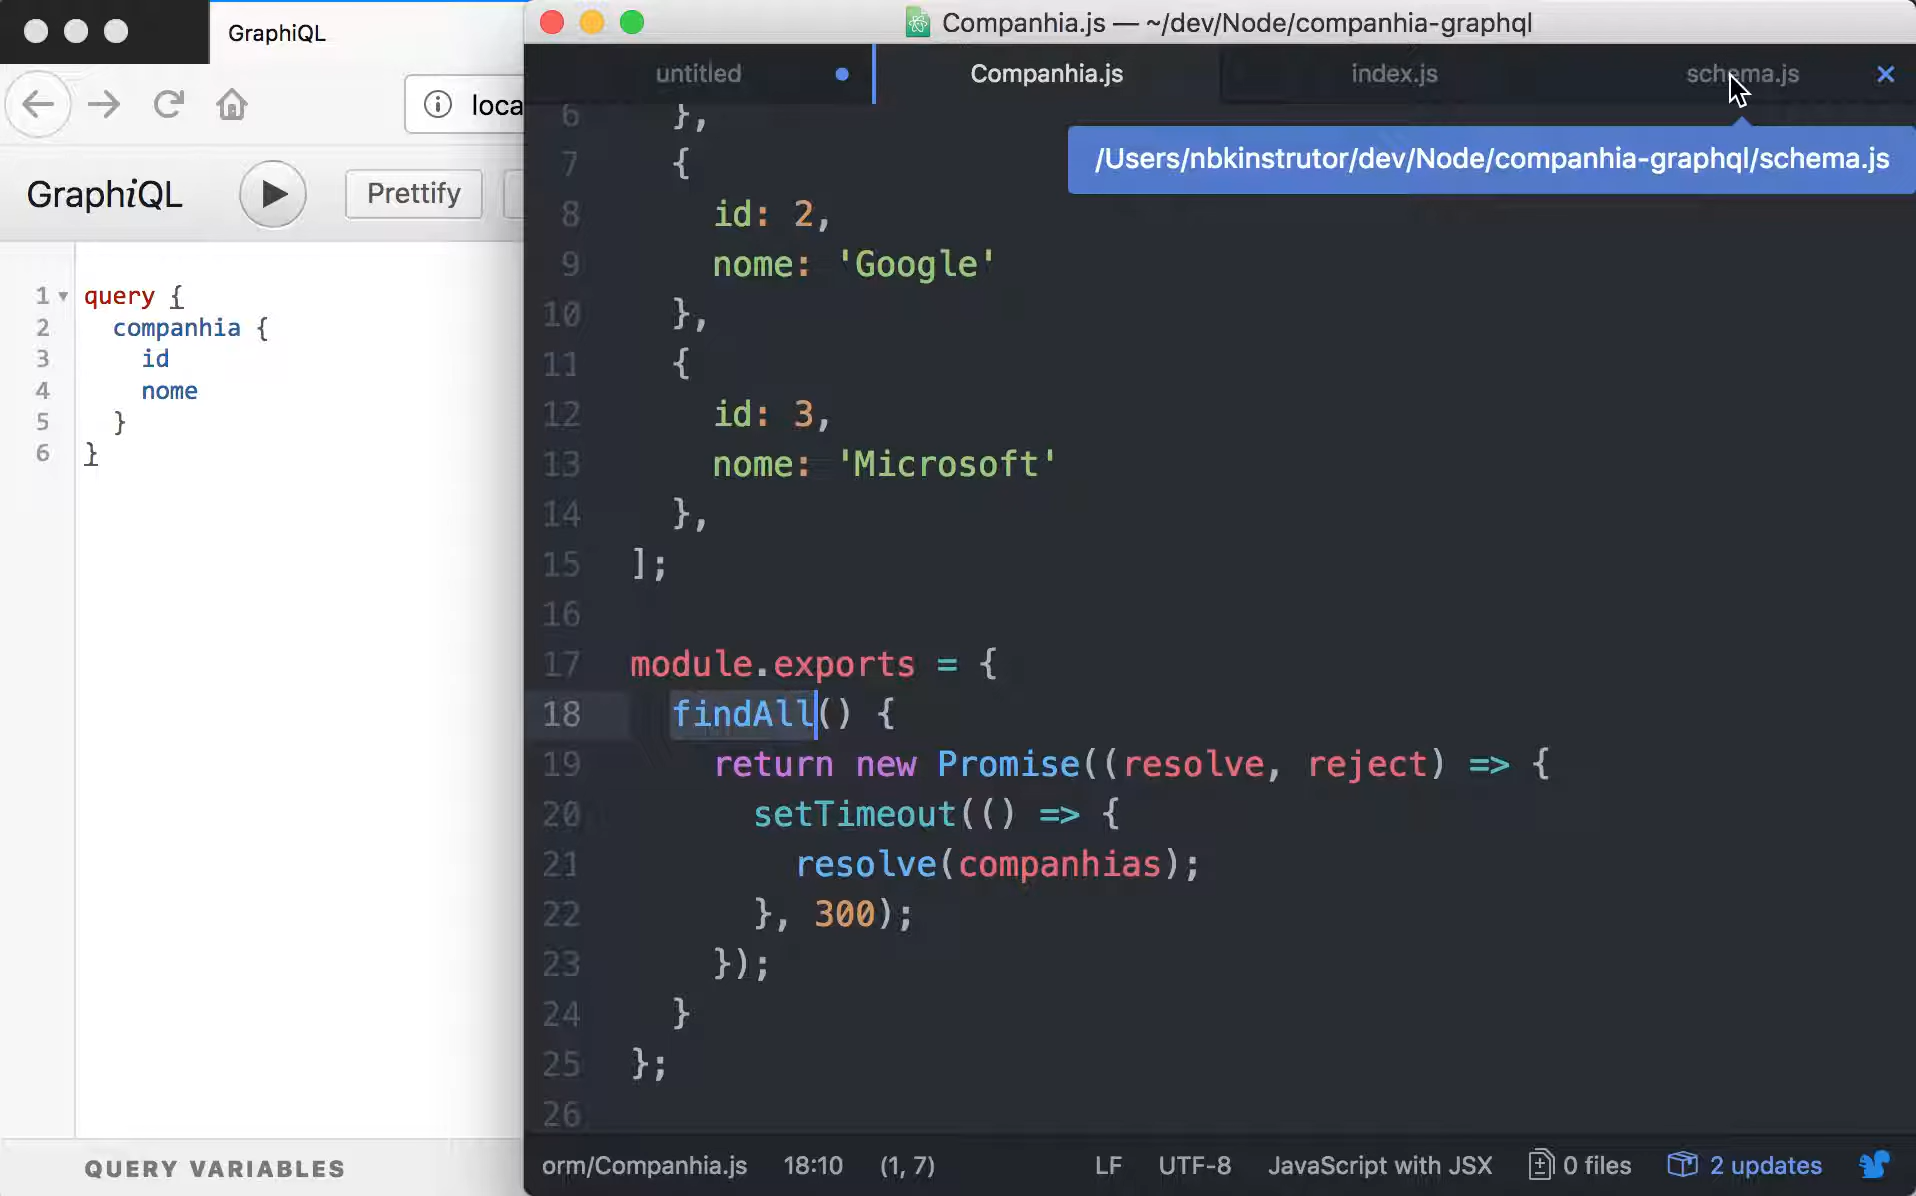 GraphiQL
loca
GraphiQL
Prettify
1 query {
2 companhia {
3 id
4 nome
5 }
6 }
QUERY VARIABLES
Companhia.js — ~/dev/Node/companhia-graphql
untitled
Companhia.js
index.js
schema.js
/Users/nbkinstrutor/dev/Node/companhia-graphql/schema.js
6 },
7 {
8 id: 2,
9 nome: 'Google'
10 },
11 {
12 id: 3,
13 nome: 'Microsoft'
14 },
15 ];
16
17 module.exports = {
18 findAll() {
19 return new Promise((resolve, reject) => {
20 setTimeout(() => {
21 resolve(companhias);
22 }, 300);
23 });
24 }
25 };
26
orm/Companhia.js 18:10 (1, 7) LF UTF-8 JavaScript with JSX 0 files 2 updates